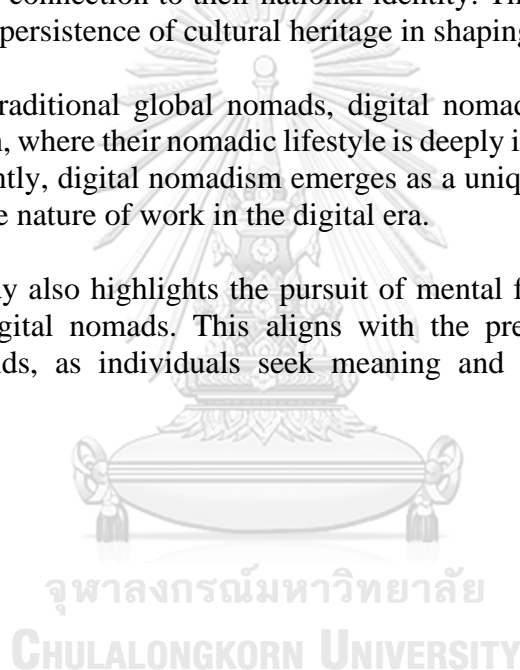 connection to their national identity.
persistence of cultural heritage in shaping
raditional global nomads, digital nomad
, where their nomadic lifestyle is deeply i
ntly, digital nomadism emerges as a uniq
e nature of work in the digital era.
y also highlights the pursuit of mental f
igital nomads. This aligns with the pre
ds, as individuals seek meaning and
จุฬาลงกรณ์มหาวิทยาลัย
CHULALONGKORN UNIVERSITY